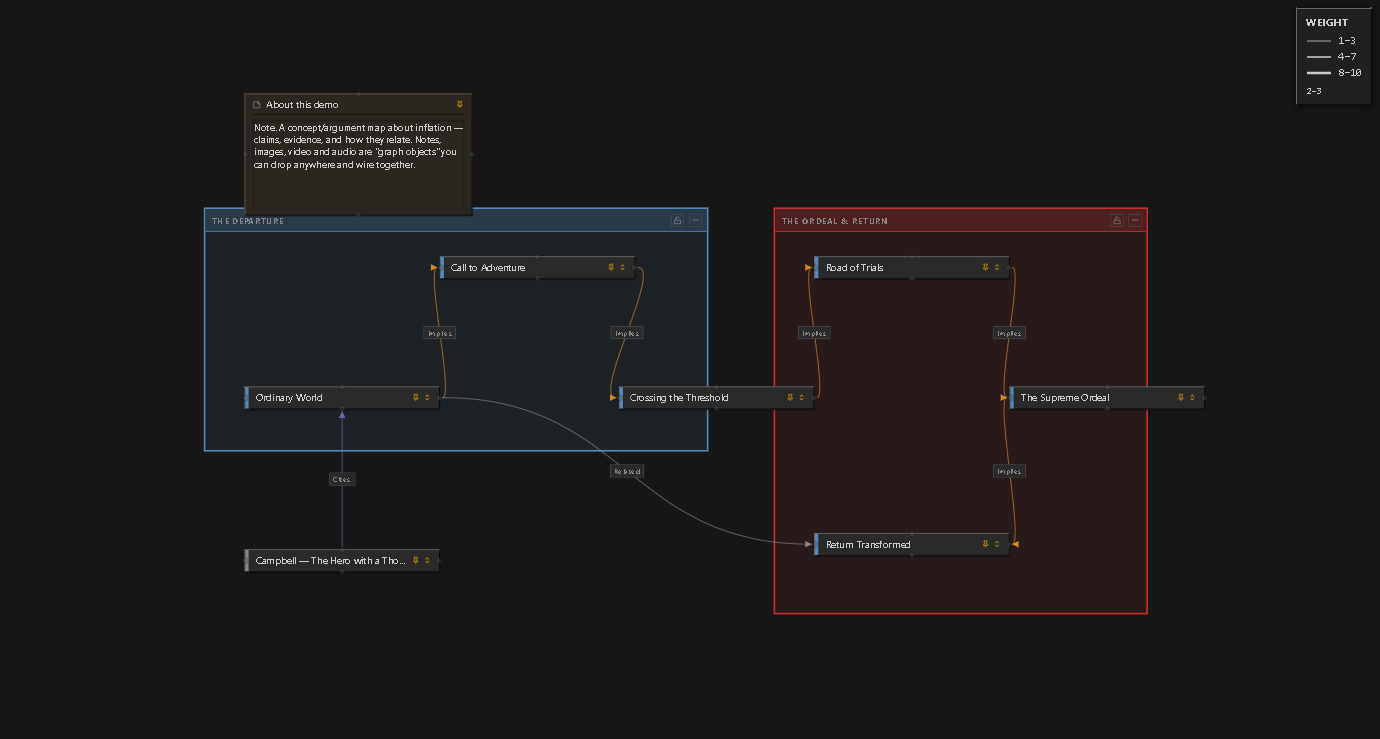 WEIGHT
1-3
4-7
8-10
2-3
About this demo
Note. A concept/argument map about inflation —
claims, evidence, and how they relate. Notes,
images, video and audio are "graph objects" you
can drop anywhere and wire together.
THE DEPARTURE
THE ORDEAL & RETURN
Call to Adventure
Road of Trials
Implies
Implies
Implies
Implies
Ordinary World
Crossing the Threshold
The Supreme Ordeal
Related
Implies
Cites
Return Transformed
Campbell — The Hero with a Tho...